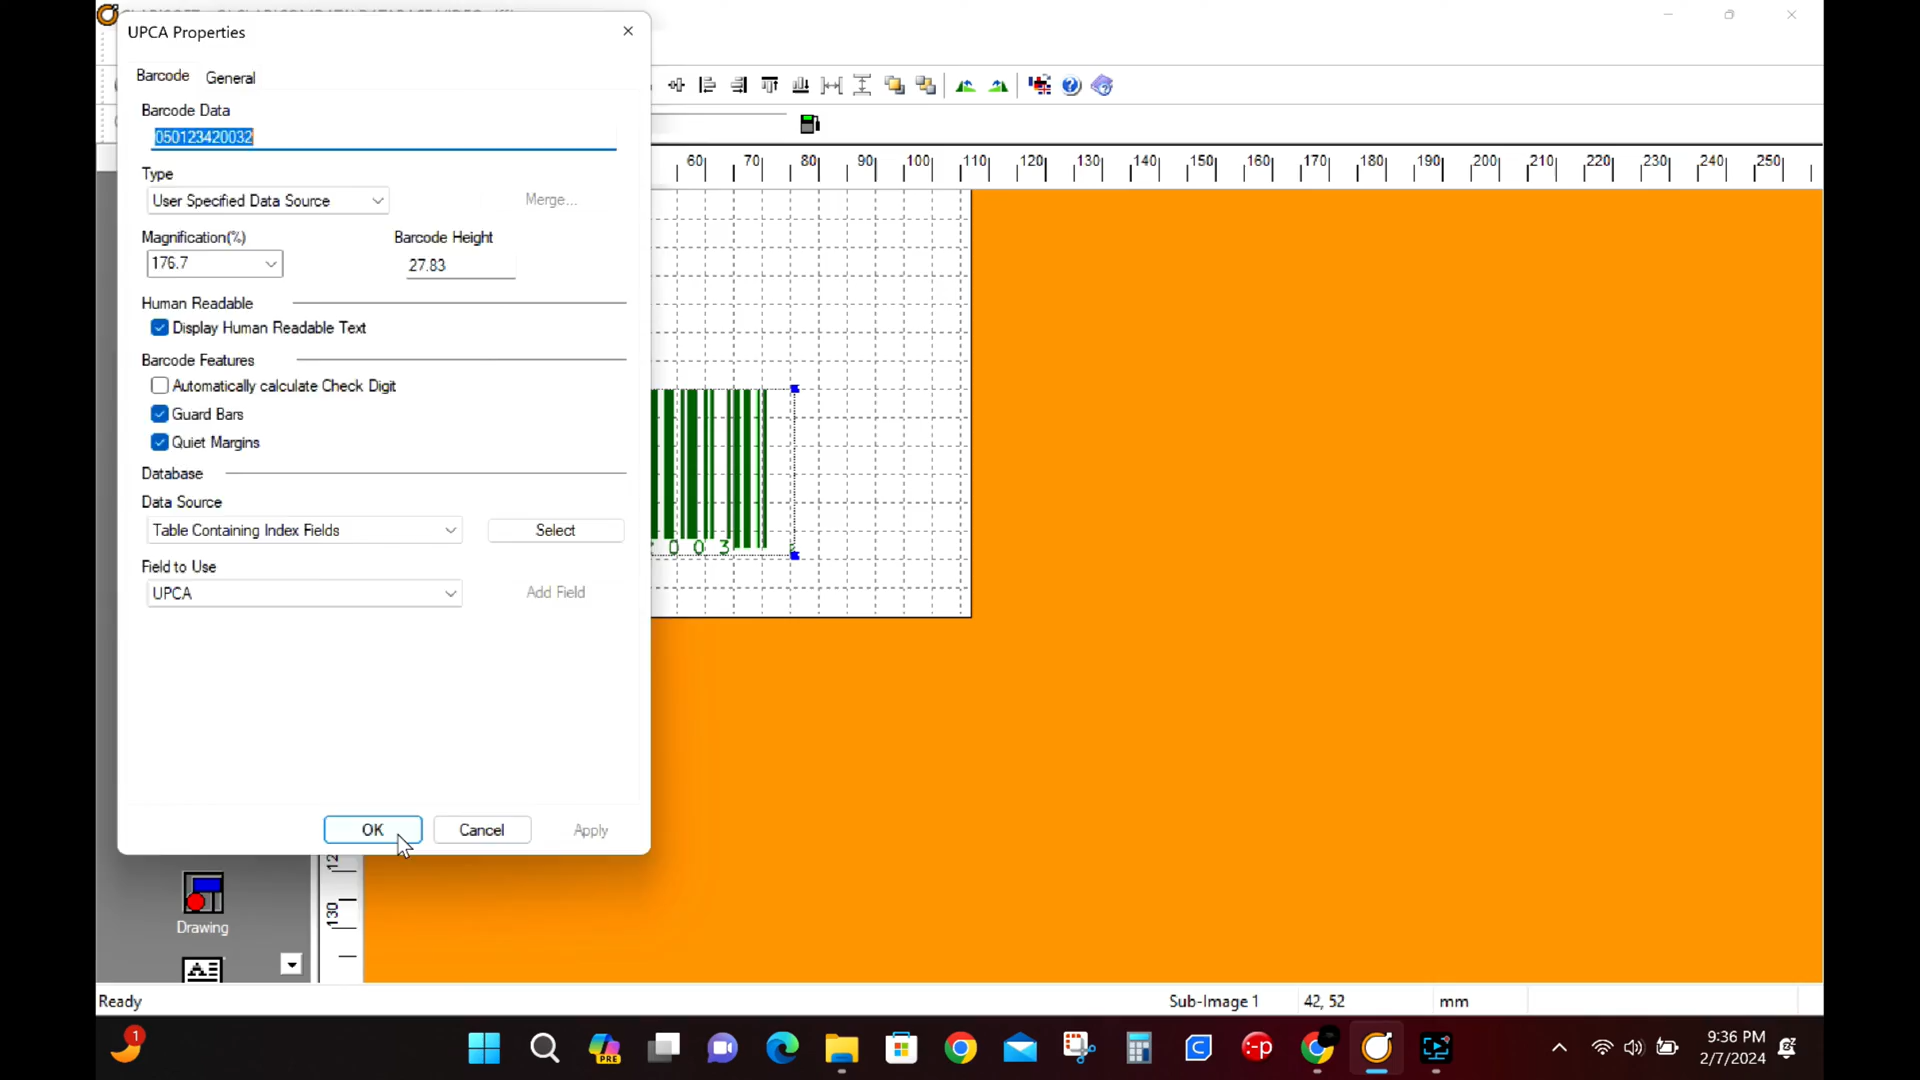 UPCA Properties
Barcode General
Barcode Data
050123420032
Type
User Specified Data Source
Merge...
Magnification(%)
Barcode Height
176.7
27.83
Human Readable
Display Human Readable Text
Barcode Features
Automatically calculate Check Digit
Guard Bars
Quiet Margins
Database
Data Source
Table Containing Index Fields
Select
Field to Use
UPCA
Add Field
OK Cancel Apply
60 70 80 90 100 110 120 130 140 150 160 170 180 190 200 210 220 230 240 250
0 0 3
130
Drawing
Ready
Sub-Image 1
42, 52
mm
1
PRE
9:36 PM
2/7/2024